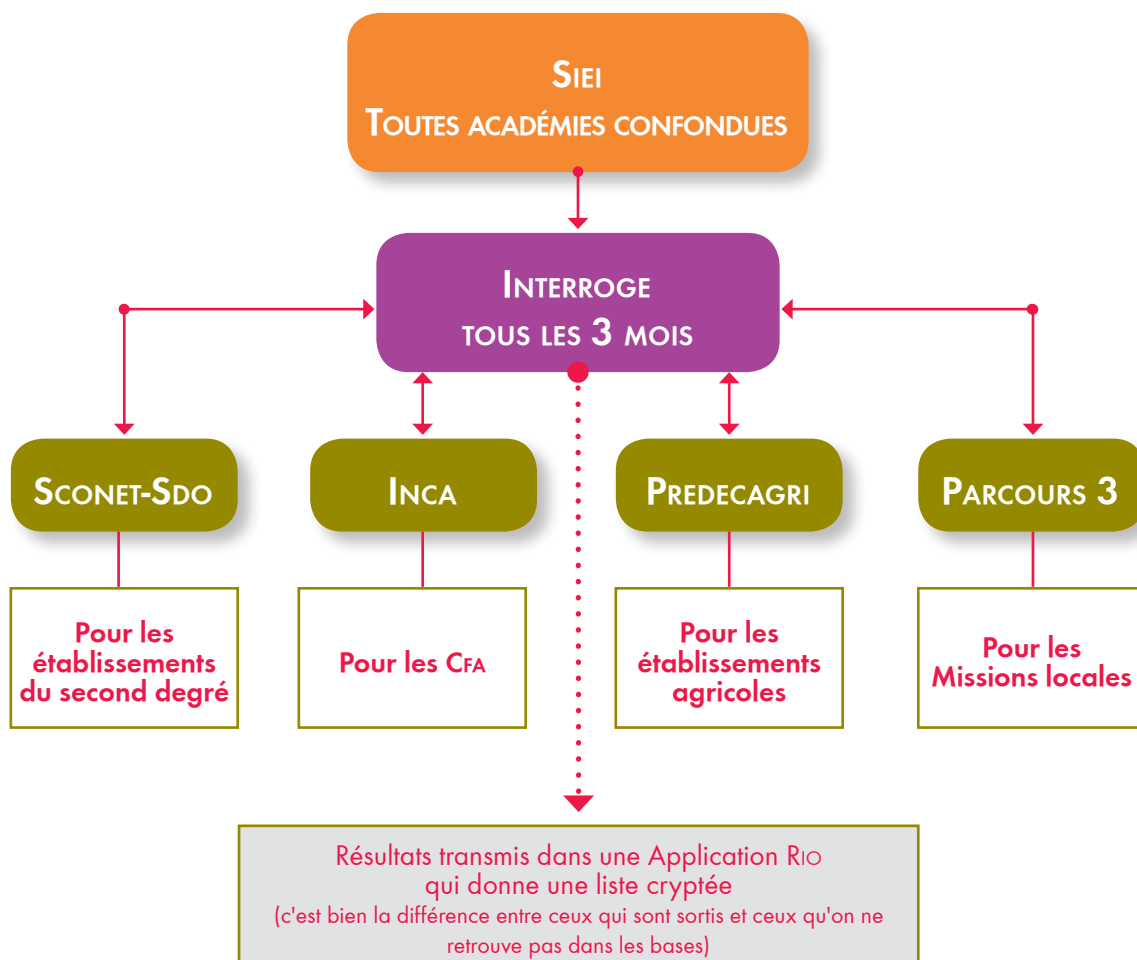 SIEI
TOUTES ACADÉMIES CONFONDUES
INTERROGE
TOUS LES 3 MOIS
SCONET-SDO
INCA
PREDECAGRI
PARCOURS 3
Pour les
établissements
du second degré
Pour les CFA
Pour les
établissements
agricoles
Pour les
Missions locales
Résultats transmis dans une Application RIO
qui donne une liste cryptée
(c'est bien la différence entre ceux qui sont sortis et ceux qu'on ne
retrouve pas dans les bases)